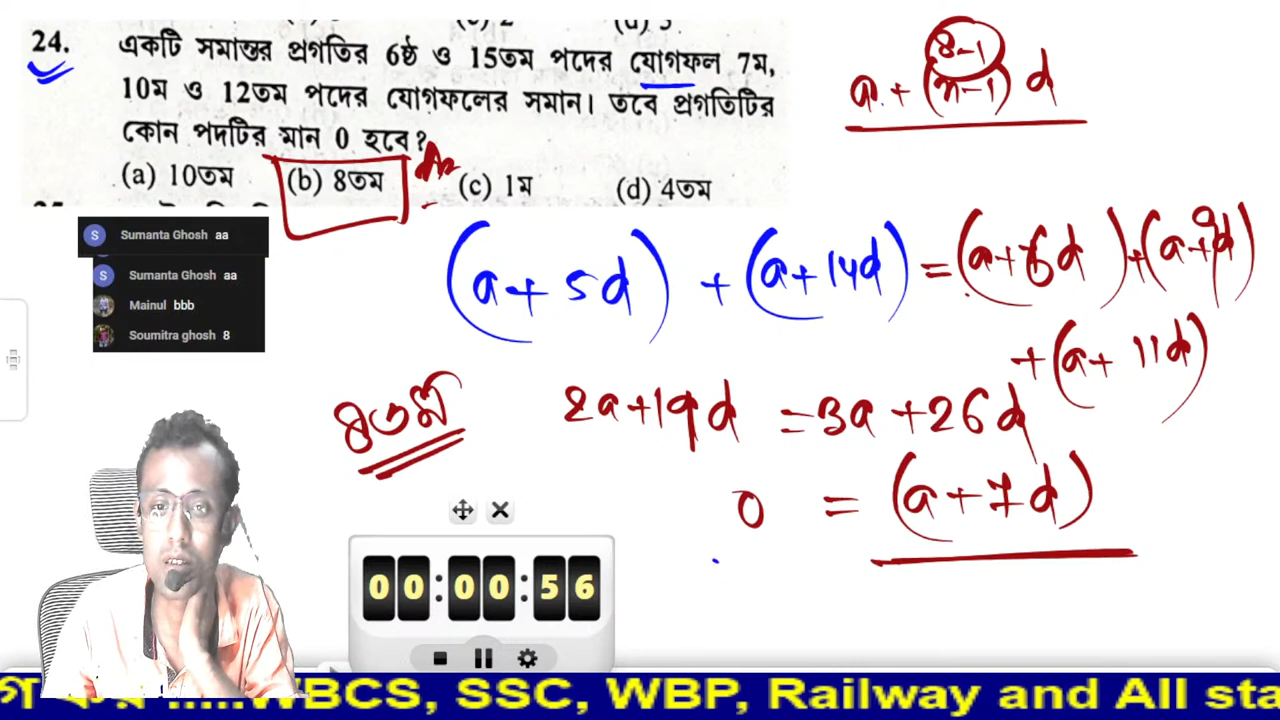 24. একটি সমান্তর প্রগতির 6ষ্ঠ ও 15তম পদের যোগফল 7ম,
10ম ও 12তম পদের যোগফলের সমান। তবে প্রগতিটির
কোন পদটির মান 0 হবে?
(a) 10তম (b) 8তম (c) 1ম (d) 4তম
8-1
a + (n-1) d
Sumanta Ghosh aa
Sumanta Ghosh aa
Mainul bbb
Soumitra ghosh 8
(a + 5d) + (a + 14d) = (a + 6d) + (a + 9d)
+ (a + 11d)
8তম
2a + 19d = 3a + 26d
0 = (a + 7d)
00:00:56
WBCS, SSC, WBP, Railway and All sta